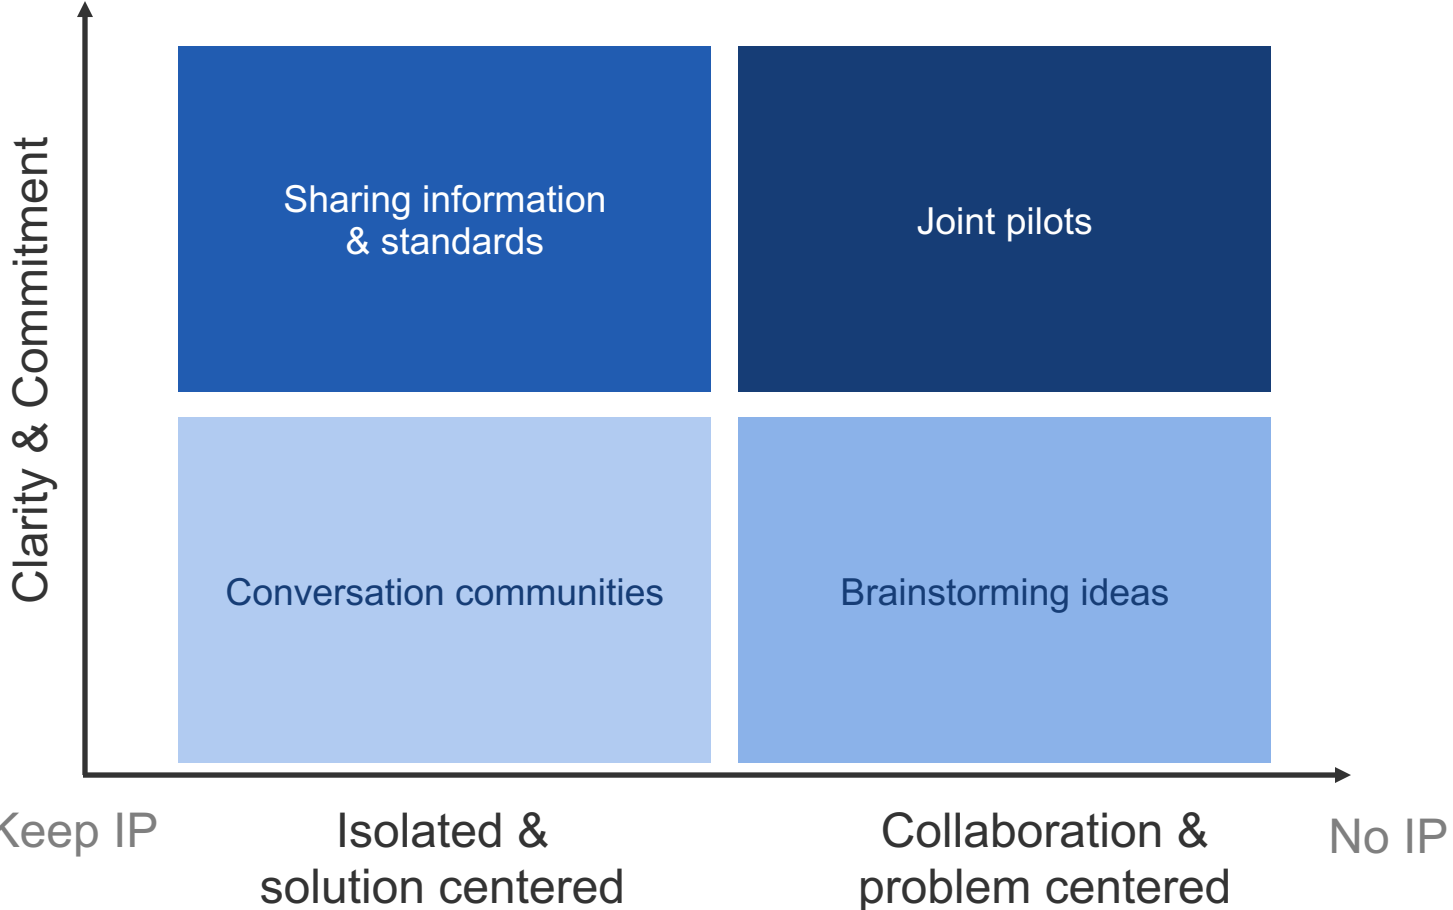 Clarity & Commitment
Sharing information
& standards
Joint pilots
Conversation communities
Brainstorming ideas
Keep IP
Isolated &
solution centered
Collaboration &
problem centered
No IP